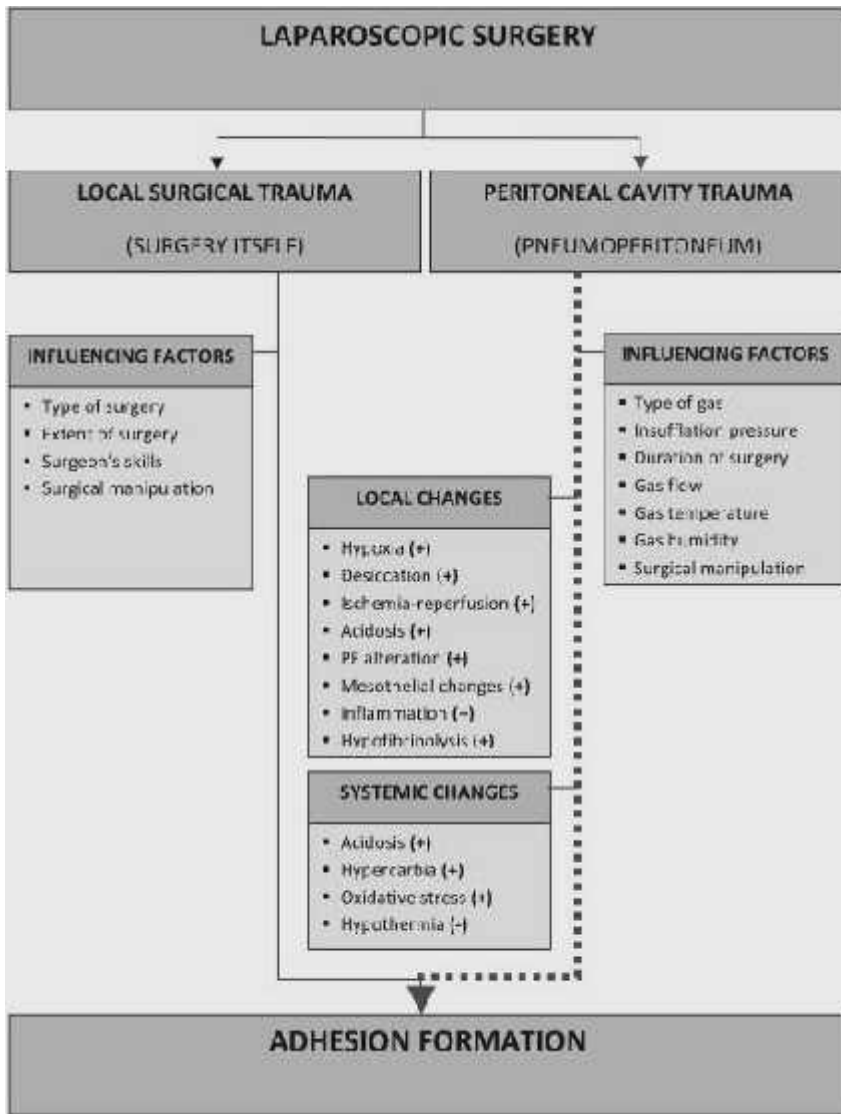 LAPAROSCOPIC SURGERY
LOCAL SURGICAL TRAUMA
(SURGERY ITSELF)
PERITONEAL CAVITY TRAUMA
(PNEUMOPERITONEUM)
INFLUENCING FACTORS
• Type of surgery
• Extent of surgery
• Surgeon's skills
• Surgical manipulation
INFLUENCING FACTORS
▪ Type of gas
▪ Insufflation pressure
▪ Duration of surgery
▪ Gas flow
▪ Gas temperature
▪ Gas humidity
▪ Surgical manipulation
LOCAL CHANGES
• Hypoxia (+)
• Desiccation (+)
• Ischemia-reperfusion (+)
• Acidosis (+)
• PF alteration (+)
• Mesothelial changes (+)
• Inflammation (–)
• Hypofibrinolysis (+)
SYSTEMIC CHANGES
• Acidosis (+)
• Hypercarbia (+)
• Oxidative stress (+)
• Hypothermia (-)
ADHESION FORMATION